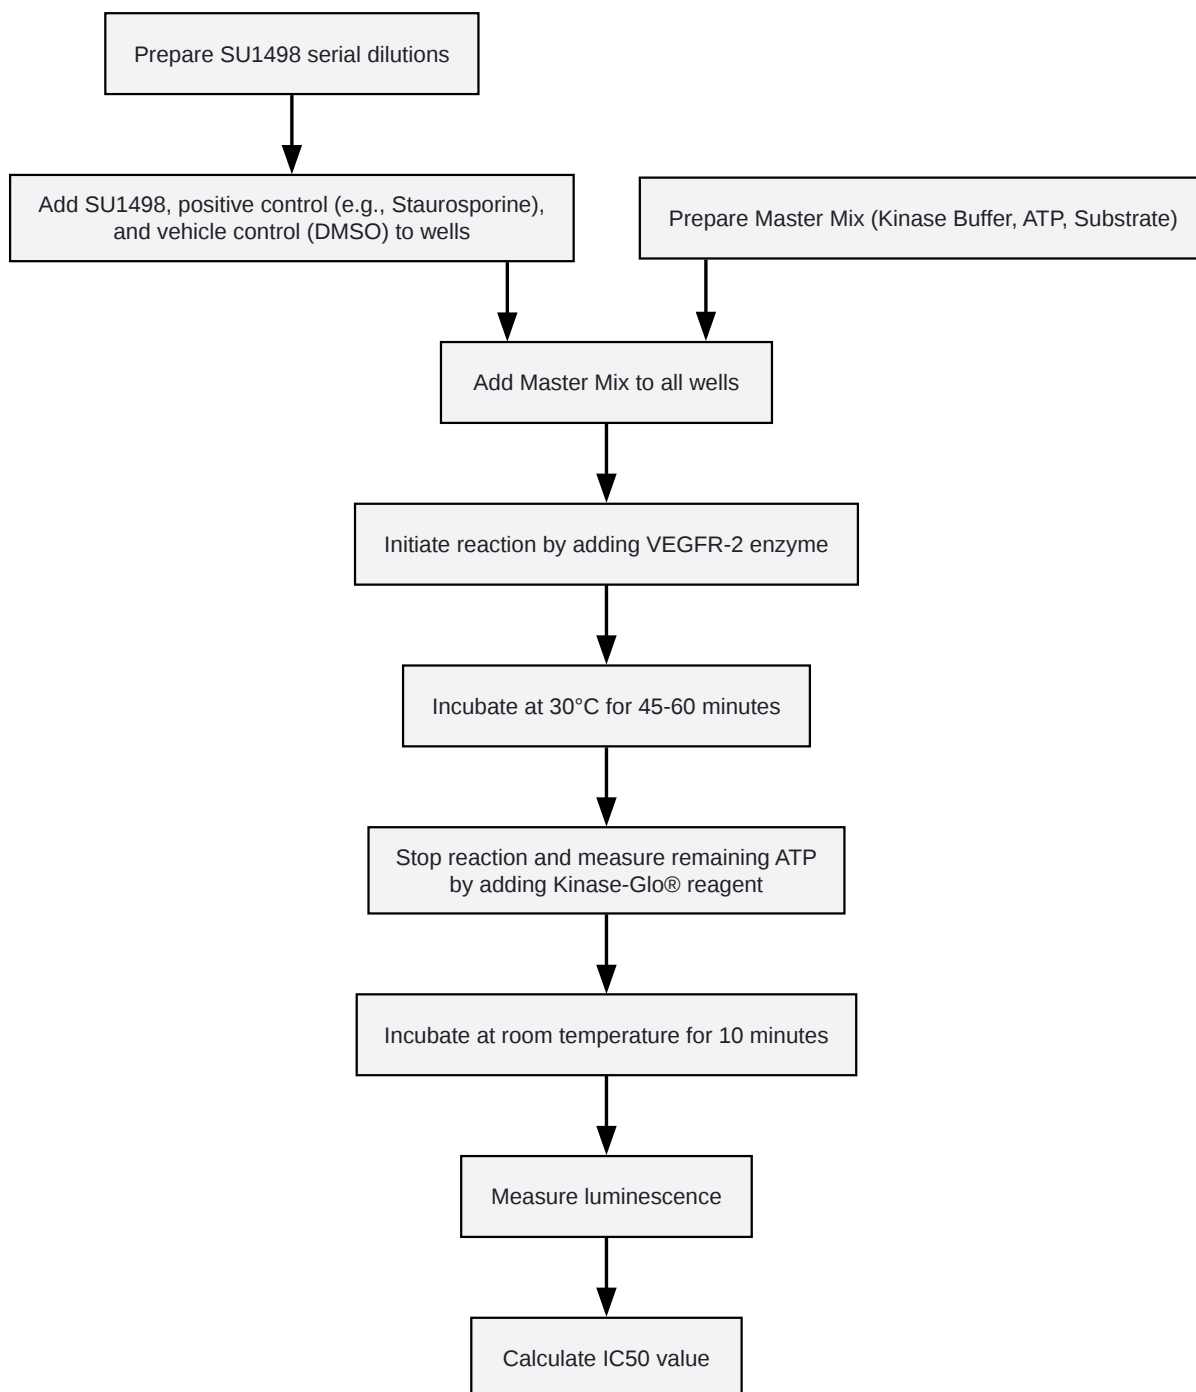 Prepare SU1498 serial dilutions
Add SU1498, positive control (e.g., Staurosporine),
and vehicle control (DMSO) to wells
Prepare Master Mix (Kinase Buffer, ATP, Substrate)
Add Master Mix to all wells
Initiate reaction by adding VEGFR-2 enzyme
Incubate at 30°C for 45-60 minutes
Stop reaction and measure remaining ATP
by adding Kinase-Glo® reagent
Incubate at room temperature for 10 minutes
Measure luminescence
Calculate IC50 value